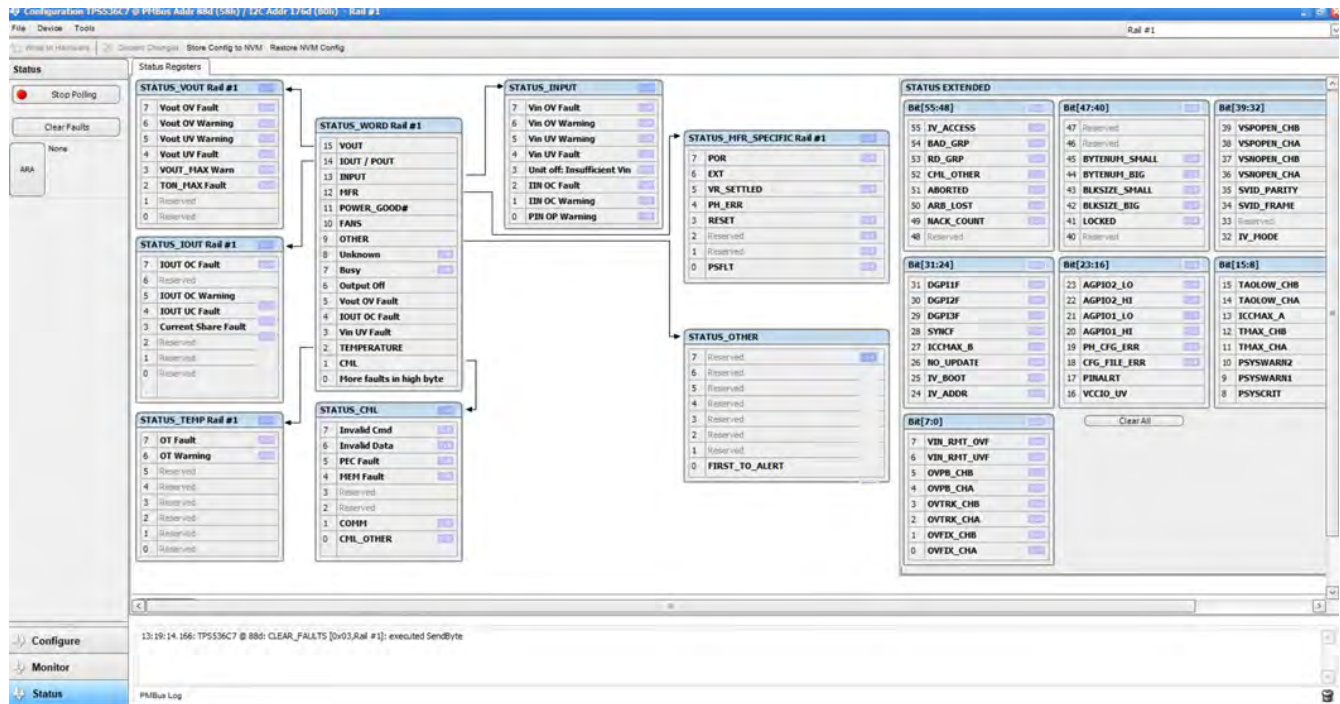 Configuration TPS536C7 @ PMBus Addr 88d (58h) / I2C Addr 176d (B0h) - Rail #1
File Device Tools
Rail #1
Write to Hardware Discard Changes Store Config to NVM Restore NVM Config
Status
Stop Polling
Clear Faults
ARA
None
Status Registers
STATUS_VOUT Rail #1
7 Vout OV Fault
6 Vout OV Warning
5 Vout UV Warning
4 Vout UV Fault
3 VOUT_MAX Warn
2 TON_MAX Fault
1 Reserved
0 Reserved
STATUS_IOUT Rail #1
7 IOUT OC Fault
6 Reserved
5 IOUT OC Warning
4 IOUT UC Fault
3 Current Share Fault
2 Reserved
1 Reserved
0 Reserved
STATUS_TEMP Rail #1
7 OT Fault
6 OT Warning
5 Reserved
4 Reserved
3 Reserved
2 Reserved
1 Reserved
0 Reserved
STATUS_WORD Rail #1
15 VOUT
14 IOUT / POUT
13 INPUT
12 MFR
11 POWER_GOOD#
10 FANS
9 OTHER
8 Unknown
7 Busy
6 Output Off
5 Vout OV Fault
4 IOUT OC Fault
3 Vin UV Fault
2 TEMPERATURE
1 CML
0 More faults in high byte
STATUS_CML
7 Invalid Cmd
6 Invalid Data
5 PEC Fault
4 MEM Fault
3 Reserved
2 Reserved
1 COMM
0 CML_OTHER
STATUS_INPUT
7 Vin OV Fault
6 Vin OV Warning
5 Vin UV Warning
4 Vin UV Fault
3 Unit off: Insufficient Vin
2 IIN OC Fault
1 IIN OC Warning
0 PIN OP Warning
STATUS_MFR_SPECIFIC Rail #1
7 POR
6 EXT
5 VR_SETTLED
4 PH_ERR
3 RESET
2 Reserved
1 Reserved
0 PSFLT
STATUS_OTHER
7 Reserved
6 Reserved
5 Reserved
4 Reserved
3 Reserved
2 Reserved
1 Reserved
0 FIRST_TO_ALERT
STATUS EXTENDED
Bit[55:48]
55 IV_ACCESS
54 BAD_GRP
53 RD_GRP
52 CML_OTHER
51 ABORTED
50 ARB_LOST
49 NACK_COUNT
48 Reserved
Bit[47:40]
47 Reserved
46 Reserved
45 BYTENUM_SMALL
44 BYTENUM_BIG
43 BLKSIZE_SMALL
42 BLKSIZE_BIG
41 LOCKED
40 Reserved
Bit[39:32]
39 VSPOPEN_CHB
38 VSPOPEN_CHA
37 VSNOPEN_CHB
36 VSNOPEN_CHA
35 SVID_PARITY
34 SVID_FRAME
33 Reserved
32 IV_MODE
Bit[31:24]
31 DGPI1F
30 DGPI2F
29 DGPI3F
28 SYNCF
27 ICCMAX_B
26 NO_UPDATE
25 IV_BOOT
24 IV_ADDR
Bit[23:16]
23 AGPIO2_LO
22 AGPIO2_HI
21 AGPIO1_LO
20 AGPIO1_HI
19 PH_CFG_ERR
18 CFG_FILE_ERR
17 PINALRT
16 VCCIO_UV
Bit[15:8]
15 TAOLOW_CHB
14 TAOLOW_CHA
13 ICCMAX_A
12 TMAX_CHB
11 TMAX_CHA
10 PSYSWARN2
9 PSYSWARN1
8 PSYSCRIT
Bit[7:0]
7 VIN_RMT_OVF
6 VIN_RMT_UVF
5 OVPB_CHB
4 OVPB_CHA
3 OVTRK_CHB
2 OVTRK_CHA
1 OVFIX_CHB
0 OVFIX_CHA
Clear All
Configure
Monitor
Status
13:19:14.166: TPS536C7 @ 88d: CLEAR_FAULTS [0x03,Rail #1]: executed SendByte
PMBus Log